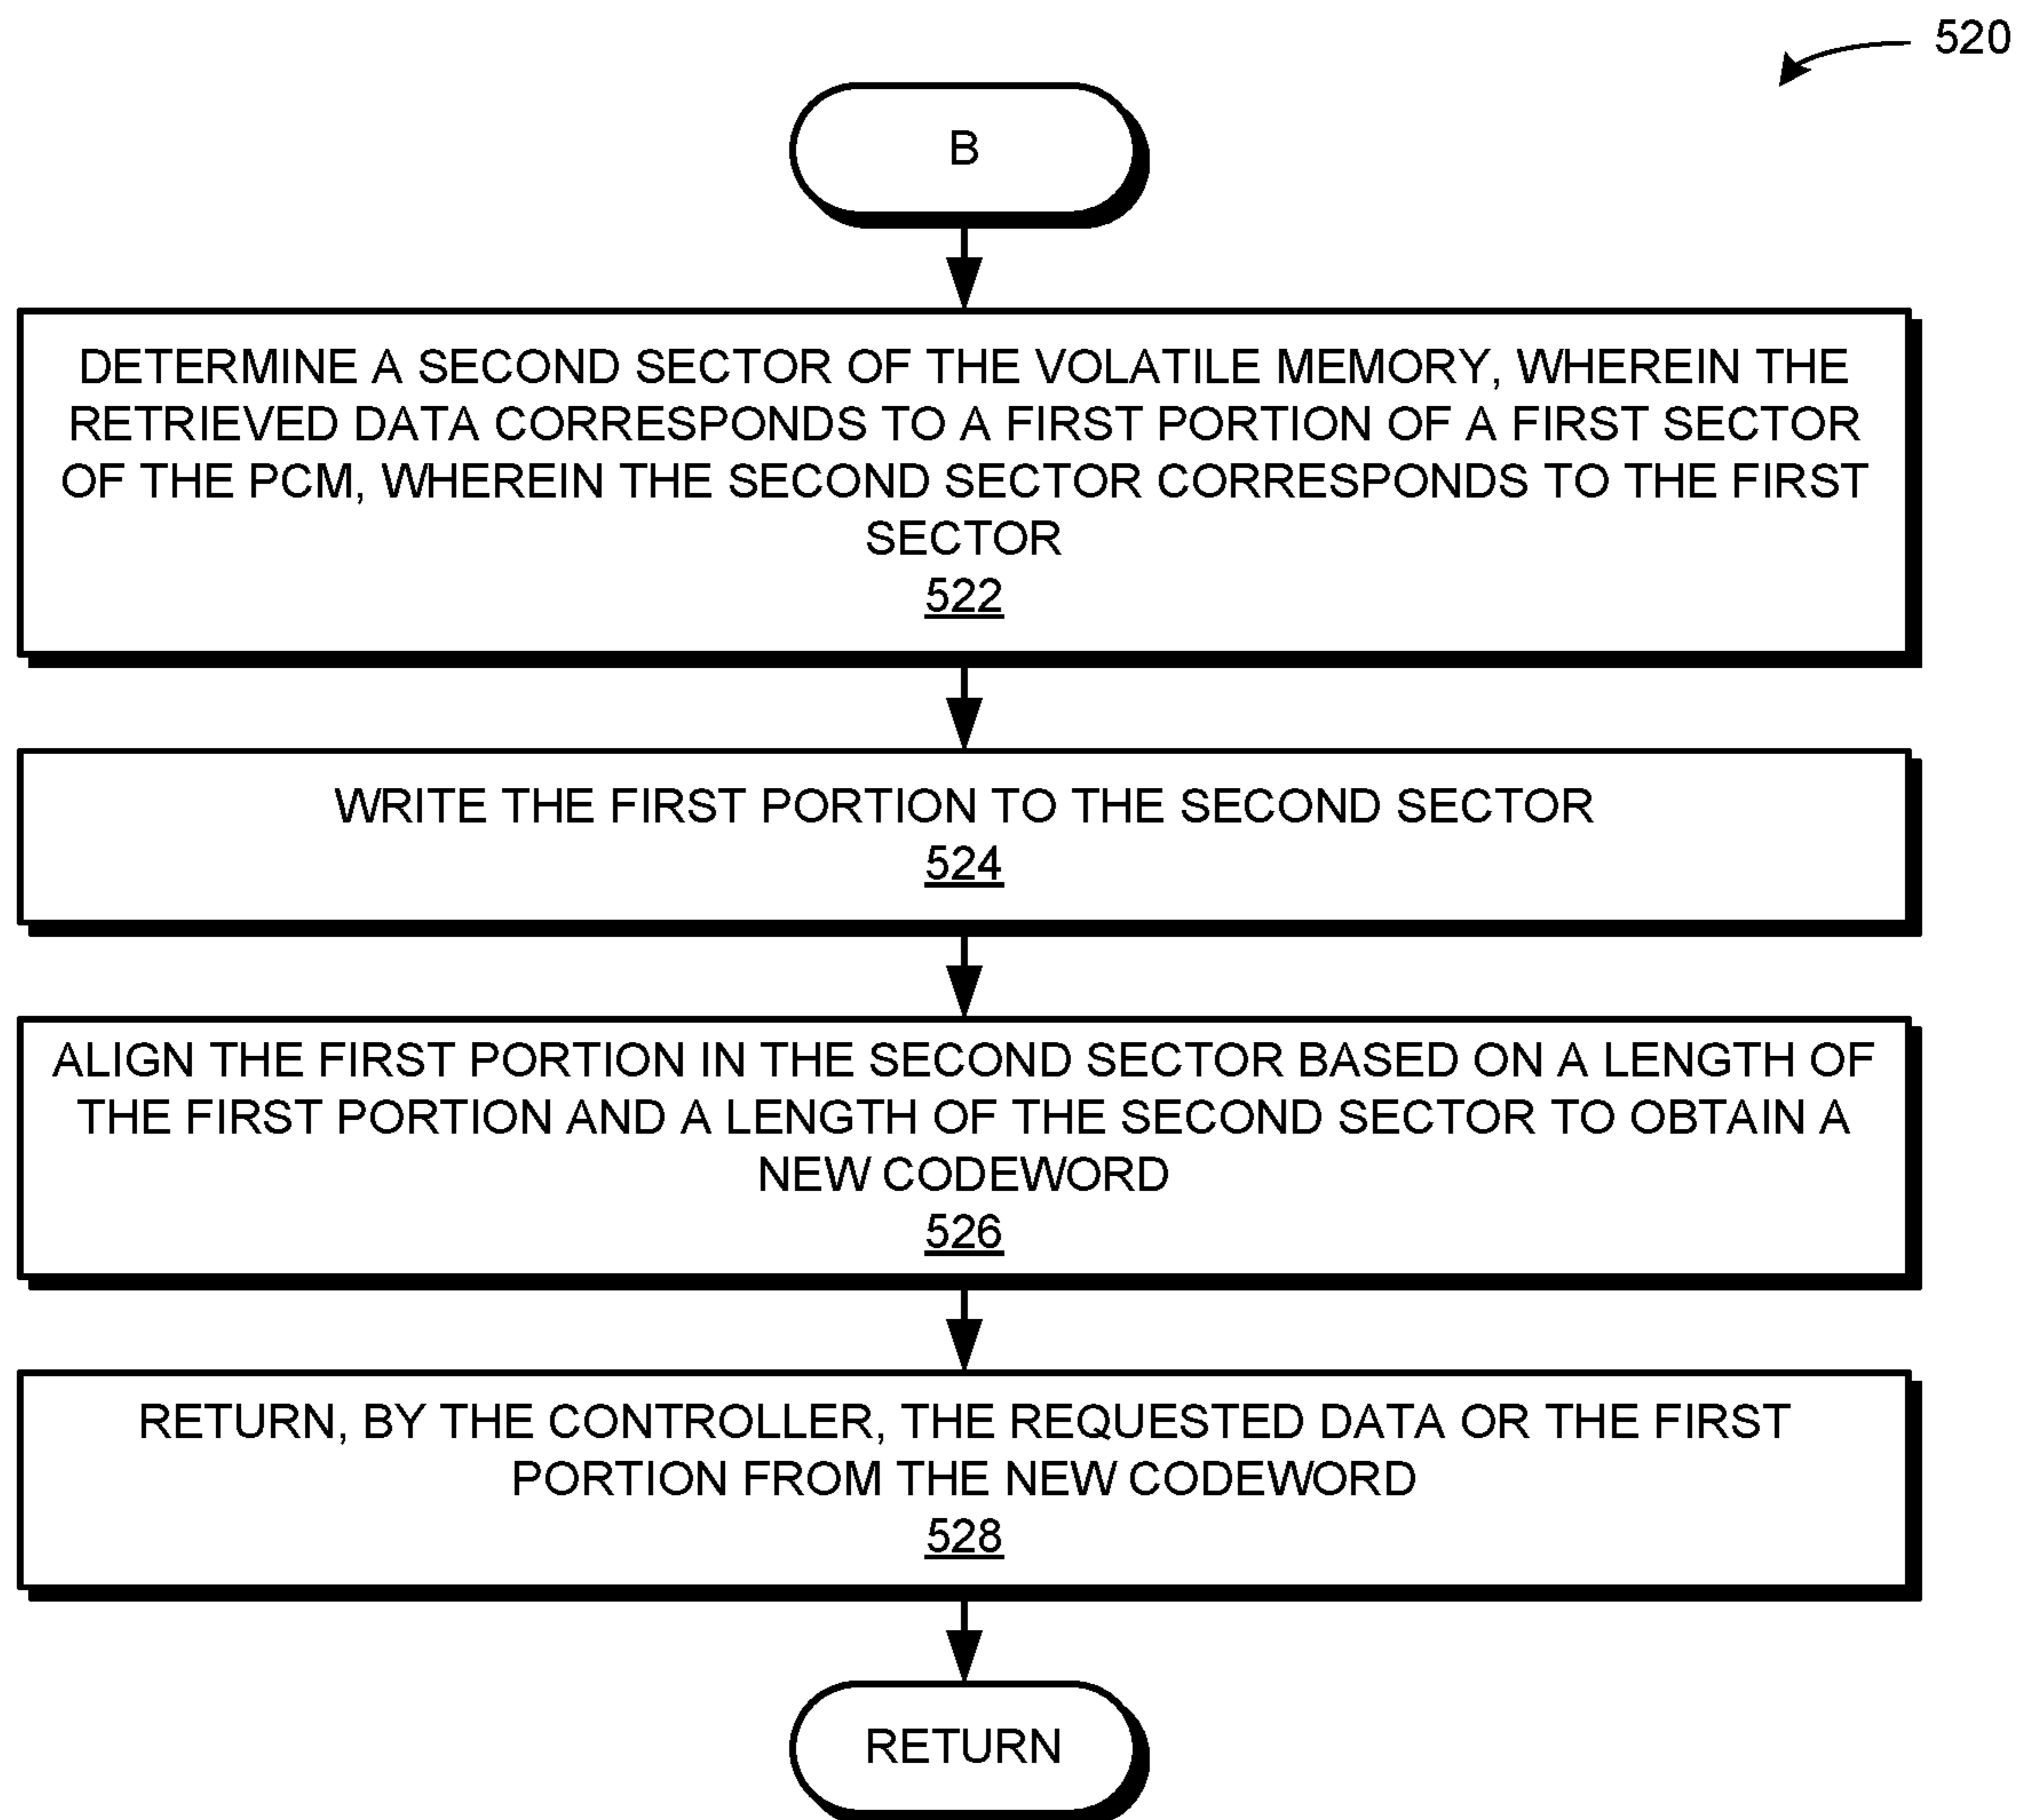 520
B
DETERMINE A SECOND SECTOR OF THE VOLATILE MEMORY, WHEREIN THE
RETRIEVED DATA CORRESPONDS TO A FIRST PORTION OF A FIRST SECTOR
OF THE PCM, WHEREIN THE SECOND SECTOR CORRESPONDS TO THE FIRST
SECTOR
522
WRITE THE FIRST PORTION TO THE SECOND SECTOR
524
ALIGN THE FIRST PORTION IN THE SECOND SECTOR BASED ON A LENGTH OF
THE FIRST PORTION AND A LENGTH OF THE SECOND SECTOR TO OBTAIN A
NEW CODEWORD
526
RETURN, BY THE CONTROLLER, THE REQUESTED DATA OR THE FIRST
PORTION FROM THE NEW CODEWORD
528
RETURN